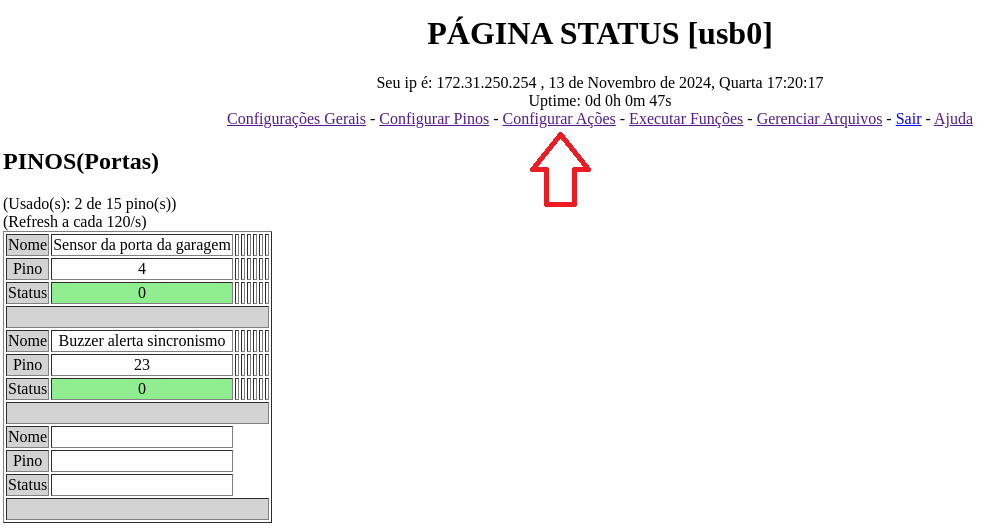 PÁGINA STATUS [usb0]
Seu ip é: 172.31.250.254 , 13 de Novembro de 2024, Quarta 17:20:17
Uptime: 0d 0h 0m 47s
Configurações Gerais - Configurar Pinos - Configurar Ações - Executar Funções - Gerenciar Arquivos - Sair - Ajuda
PINOS(Portas)
(Usado(s): 2 de 15 pino(s))
(Refresh a cada 120/s)
Nome Sensor da porta da garagem
Pino 4
Status 0
Nome Buzzer alerta sincronismo
Pino 23
Status 0
Nome
Pino
Status